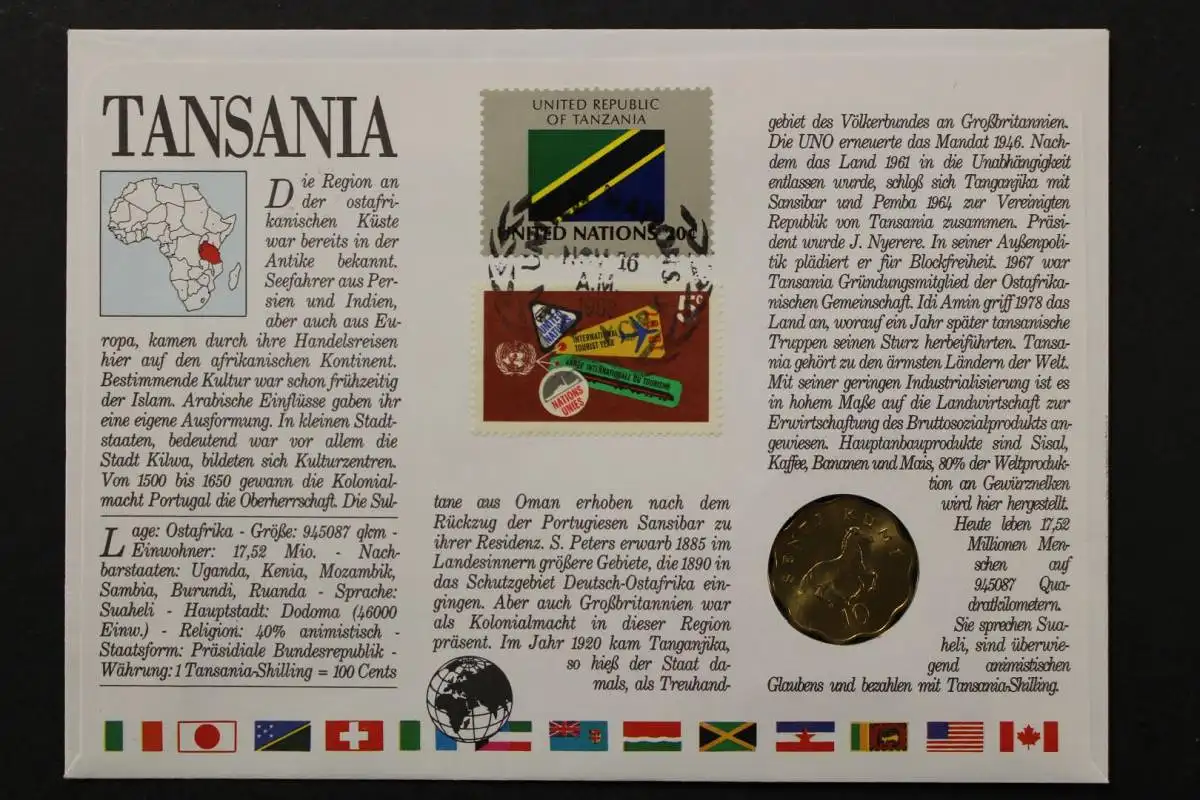 TANSANIA
Die Region an
der ostafri-
kanischen Küste
war bereits in der
Antike bekannt.
Seefahrer aus Per-
sien und Indien,
aber auch aus Eu-
ropa, kamen durch ihre Handelsreisen
hier auf den afrikanischen Kontinent.
Bestimmende Kultur war schon frühzeitig
der Islam. Arabische Einflüsse gaben ihr
eine eigene Ausformung. In kleinen Stadt-
staaten, bedeutend war vor allem die
Stadt Kilwa, bildeten sich Kulturzentren.
Von 1500 bis 1650 gewann die Kolonial-
macht Portugal die Oberherrschaft. Die Sul-
Lage: Ostafrika - Größe: 945087 qkm -
Einwohner: 17,52 Mio. - Nach-
barstaaten: Uganda, Kenia, Mozambik,
Sambia, Burundi, Ruanda - Sprache:
Suaheli - Hauptstadt: Dodoma (46000
Einw.) - Religion: 40% animistisch -
Staatsform: Präsidiale Bundesrepublik -
Währung: 1 Tansania-Shilling = 100 Cents
UNITED REPUBLIC
OF TANZANIA
UNITED NATIONS 20c
NOV 16
A.M.
15c
UNITED
NATIONS
INTERNATIONAL
TOURIST YEAR
ANNEE INTERNATIONALE DU TOURISME
NATIONS
UNIES
tane aus Oman erhoben nach dem
Rückzug der Portugiesen Sansibar zu
ihrer Residenz. S. Peters erwarb 1885 im
Landesinnern größere Gebiete, die 1890 in
das Schutzgebiet Deutsch-Ostafrika ein-
gingen. Aber auch Großbritannien war
als Kolonialmacht in dieser Region
präsent. Im Jahr 1920 kam Tanganjika,
so hieß der Staat da-
mals, als Treuhand-
gebiet des Völkerbundes an Großbritannien.
Die UNO erneuerte das Mandat 1946. Nach-
dem das Land 1961 in die Unabhängigkeit
entlassen wurde, schloß sich Tanganjika mit
Sansibar und Pemba 1964 zur Vereinigten
Republik von Tansania zusammen. Präsi-
dent wurde J. Nyerere. In seiner Außenpoli-
tik plädiert er für Blockfreiheit. 1967 war
Tansania Gründungsmitglied der Ostafrika-
nischen Gemeinschaft. Idi Amin griff 1978 das
Land an, worauf ein Jahr später tansanische
Truppen seinen Sturz herbeiführten. Tansa-
nia gehört zu den ärmsten Ländern der Welt.
Mit seiner geringen Industrialisierung ist es
in hohem Maße auf die Landwirtschaft zur
Erwirtschaftung des Bruttosozialprodukts an-
gewiesen. Hauptanbauprodukte sind Sisal,
Kaffee, Bananen und Mais, 80% der Weltproduk-
tion an Gewürznelken
wird hier hergestellt.
Heute leben 17,52
Millionen Men-
schen auf
945087 Qua-
dratkilometern.
Sie sprechen Sua-
heli, sind überwie-
gend animistischen
Glaubens und bezahlen mit Tansania-Shilling.
SENTI KUMI
10